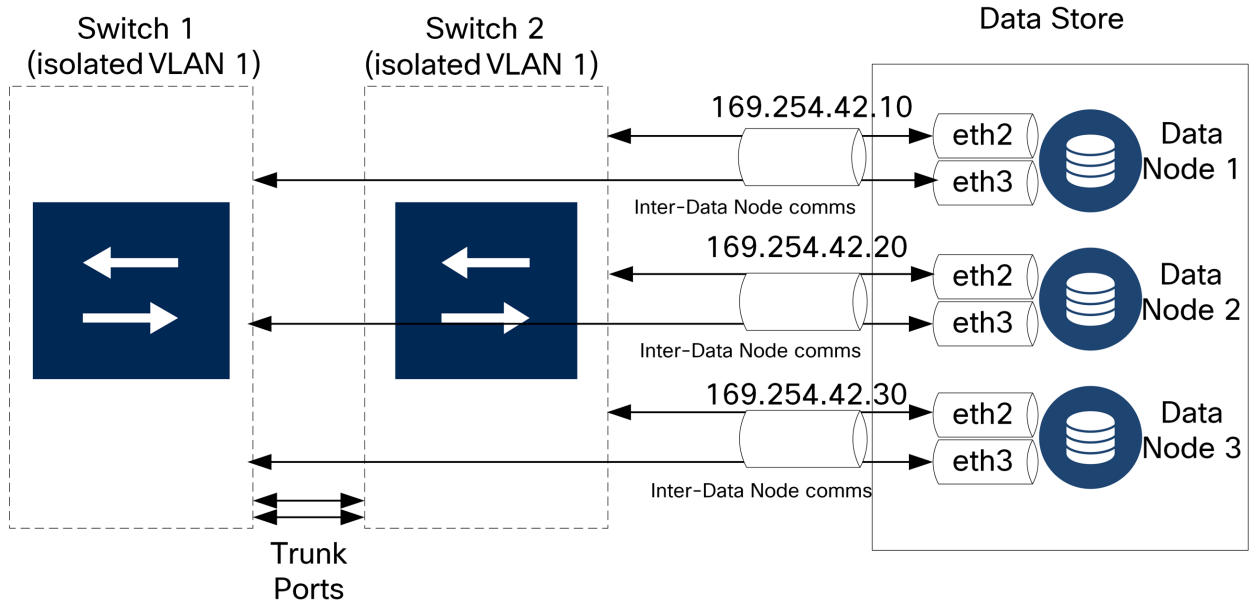 Switch 1
(isolated VLAN 1)
Switch 2
(isolated VLAN 1)
Data Store
169.254.42.10
eth2
eth3
Data
Node 1
Inter-Data Node comms
169.254.42.20
eth2
eth3
Data
Node 2
Inter-Data Node comms
169.254.42.30
eth2
eth3
Data
Node 3
Inter-Data Node comms
Trunk
Ports